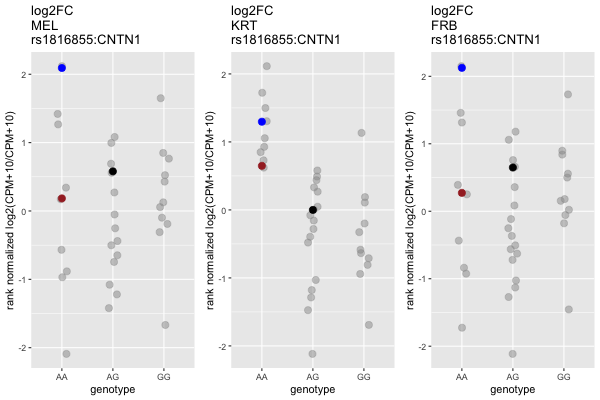 log2FC
MEL
rs1816855:CNTN1
rank normalized log2(CPM+10/CPM+10)
2
1
0
-1
-2
AA
AG
GG
genotype
log2FC
KRT
rs1816855:CNTN1
rank normalized log2(CPM+10/CPM+10)
2
1
0
-1
-2
AA
AG
GG
genotype
log2FC
FRB
rs1816855:CNTN1
rank normalized log2(CPM+10/CPM+10)
2
1
0
-1
-2
AA
AG
GG
genotype